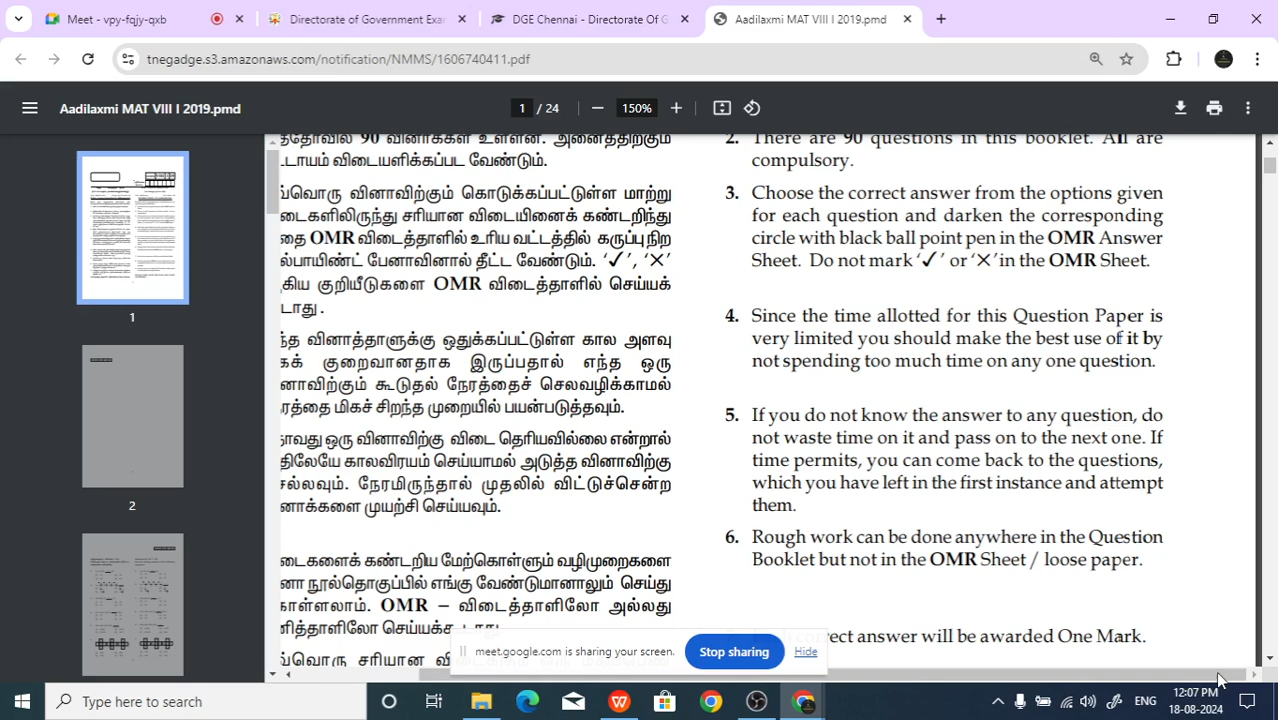 Meet - vpy-fqjy-qxb
Directorate of Government Exa
DGE Chennai - Directorate Of G
Aadilaxmi MAT VIII I 2019.pmd
tnegadge.s3.amazonaws.com/notification/NMMS/1606740411.pdf
Aadilaxmi MAT VIII I 2019.pmd
1 / 24
150%
1
2
90 வினாக்கள் உள்ளன. அனைத்திற்கும்
டாயம் விடையளிக்கப்பட வேண்டும்.
வ்வொரு வினாவிற்கும் கொடுக்கப்பட்டுள்ள மாற்று
டைகளிலிருந்து சரியான விடையினைக் கண்டறிந்து
தை OMR விடைத்தாளில் உரிய வட்டத்தில் கருப்பு நிற
ல்பாயிண்ட் பேனாவினால் தீட்ட வேண்டும். ‘✓’, ‘✕’
கிய குறியீடுகளை OMR விடைத்தாளில் செய்யக்
டாது .
ந்த வினாத்தாளுக்கு ஒதுக்கப்பட்டுள்ள கால அளவு
கக் குறைவானதாக இருப்பதால் எந்த ஒரு
னாவிற்கும் கூடுதல் நேரத்தைச் செலவழிக்காமல்
ரத்தை மிகச் சிறந்த முறையில் பயன்படுத்தவும்.
தாவது ஒரு வினாவிற்கு விடை தெரியவில்லை என்றால்
திலேயே காலவிரயம் செய்யாமல் அடுத்த வினாவிற்கு
சல்லவும். நேரமிருந்தால் முதலில் விட்டுச்சென்ற
னாக்களை முயற்சி செய்யவும்.
டைகளைக் கண்டறிய மேற்கொள்ளும் வழிமுறைகளை
னா நூல்தொகுப்பில் எங்கு வேண்டுமானாலும் செய்து
காள்ளலாம். OMR – விடைத்தாளிலோ அல்லது
னித்தாளிலோ
வ்வொரு சரியான
2. There are 90 questions in this booklet. All are
compulsory.
3. Choose the correct answer from the options given
for each question and darken the corresponding
circle with black ball point pen in the OMR Answer
Sheet. Do not mark ‘✓’ or ‘✕’ in the OMR Sheet.
4. Since the time allotted for this Question Paper is
very limited you should make the best use of it by
not spending too much time on any one question.
5. If you do not know the answer to any question, do
not waste time on it and pass on to the next one. If
time permits, you can come back to the questions,
which you have left in the first instance and attempt
them.
6. Rough work can be done anywhere in the Question
Booklet but not in the OMR Sheet / loose paper.
correct answer will be awarded One Mark.
meet.google.com is sharing your screen.
Stop sharing
Hide
Type here to search
ENG
12:07 PM
18-08-2024